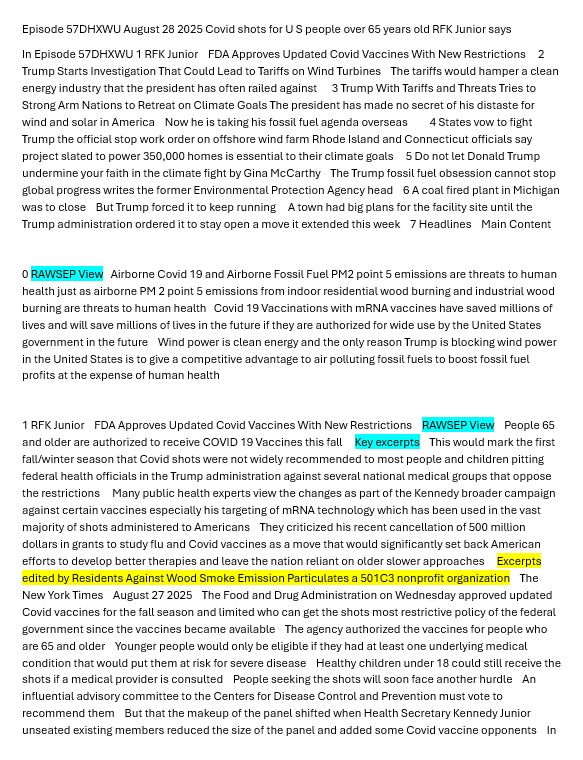 Episode 57DHXWU August 28 2025 Covid shots for U S people over 65 years old RFK Junior says
In Episode 57DHXWU 1 RFK Junior   FDA Approves Updated Covid Vaccines With New Restrictions    2
Trump Starts Investigation That Could Lead to Tariffs on Wind Turbines   The tariffs would hamper a clean
energy industry that the president has often railed against    3 Trump With Tariffs and Threats Tries to
Strong Arm Nations to Retreat on Climate Goals The president has made no secret of his distaste for
wind and solar in America   Now he is taking his fossil fuel agenda overseas     4 States vow to fight
Trump the official stop work order on offshore wind farm Rhode Island and Connecticut officials say
project slated to power 350,000 homes is essential to their climate goals    5 Do not let Donald Trump
undermine your faith in the climate fight by Gina McCarthy   The Trump fossil fuel obsession cannot stop
global progress writes the former Environmental Protection Agency head   6 A coal fired plant in Michigan
was to close   But Trump forced it to keep running    A town had big plans for the facility site until the
Trump administration ordered it to stay open a move it extended this week   7 Headlines   Main Content
0 RAWSEP View   Airborne Covid 19 and Airborne Fossil Fuel PM2 point 5 emissions are threats to human
health just as airborne PM 2 point 5 emissions from indoor residential wood burning and industrial wood
burning are threats to human health   Covid 19 Vaccinations with mRNA vaccines have saved millions of
lives and will save millions of lives in the future if they are authorized for wide use by the United States
government in the future   Wind power is clean energy and the only reason Trump is blocking wind power
in the United States is to give a competitive advantage to air polluting fossil fuels to boost fossil fuel
profits at the expense of human health
1 RFK Junior   FDA Approves Updated Covid Vaccines With New Restrictions   RAWSEP View   People 65
and older are authorized to receive COVID 19 Vaccines this fall    Key excerpts   This would mark the first
fall/winter season that Covid shots were not widely recommended to most people and children pitting
federal health officials in the Trump administration against several national medical groups that oppose
the restrictions    Many public health experts view the changes as part of the Kennedy broader campaign
against certain vaccines especially his targeting of mRNA technology which has been used in the vast
majority of shots administered to Americans   They criticized his recent cancellation of 500 million
dollars in grants to study flu and Covid vaccines as a move that would significantly set back American
efforts to develop better therapies and leave the nation reliant on older slower approaches    Excerpts
edited by Residents Against Wood Smoke Emission Particulates a 501C3 nonprofit organization   The
New York Times   August 27 2025   The Food and Drug Administration on Wednesday approved updated
Covid vaccines for the fall season and limited who can get the shots most restrictive policy of the federal
government since the vaccines became available   The agency authorized the vaccines for people who
are 65 and older   Younger people would only be eligible if they had at least one underlying medical
condition that would put them at risk for severe disease   Healthy children under 18 could still receive the
shots if a medical provider is consulted   People seeking the shots will soon face another hurdle   An
influential advisory committee to the Centers for Disease Control and Prevention must vote to
recommend them   But that the makeup of the panel shifted when Health Secretary Kennedy Junior
unseated existing members reduced the size of the panel and added some Covid vaccine opponents   In